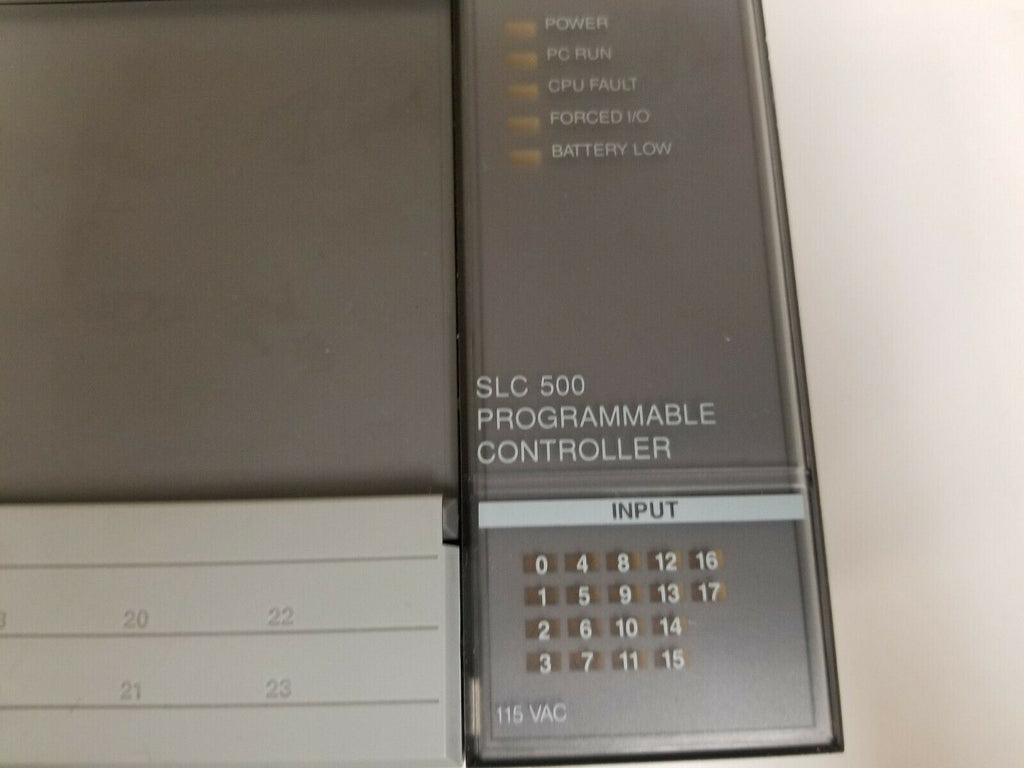 POWER
PC RUN
CPU FAULT
FORCED I/O
BATTERY LOW
SLC 500
PROGRAMMABLE
CONTROLLER
INPUT
0 4 8 12 16
1 5 9 13 17
2 6 10 14
3 7 11 15
115 VAC
20 22
21 23